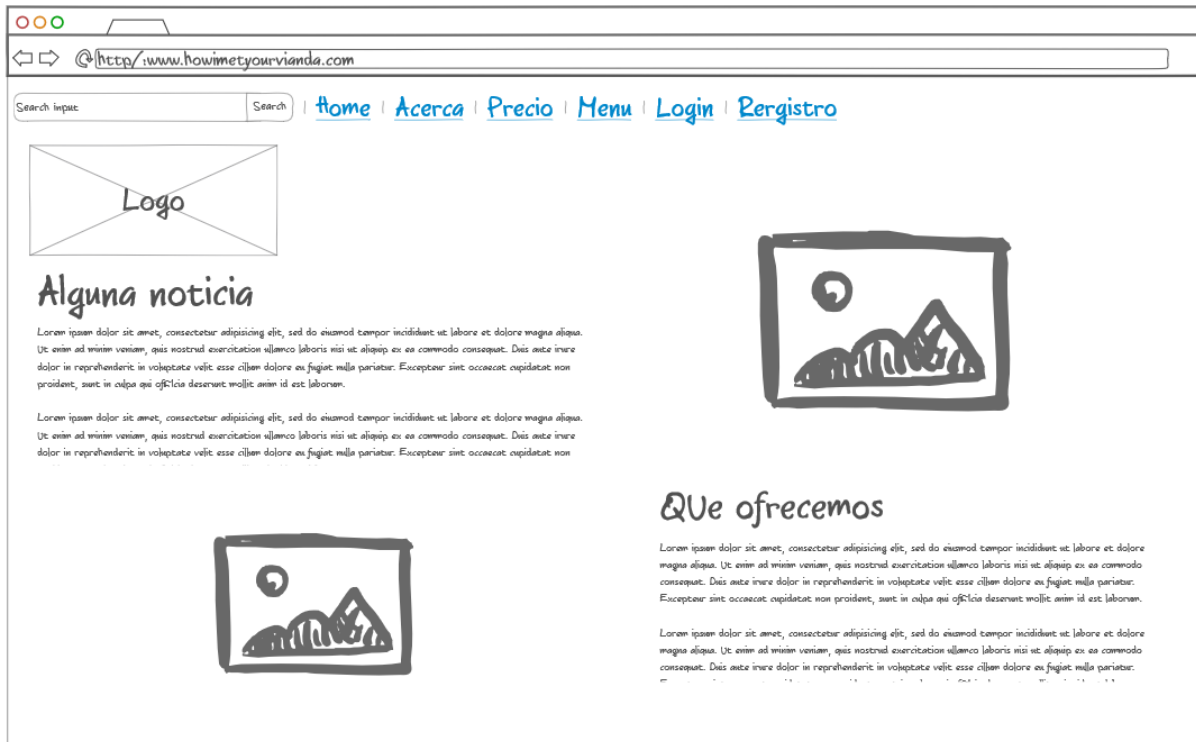 http/:www.howimetyourvianda.com
Search input Search | Home | Acerca | Precio | Menu | Login | Rergistro
Logo
Alguna noticia
Lorem ipsum dolor sit amet, consectetur adipisicing elit, sed do eiusmod tempor incididunt ut labore et dolore magna aliqua.
Ut enim ad minim veniam, quis nostrud exercitation ullamco laboris nisi ut aliquip ex ea commodo consequat. Duis aute irure
dolor in reprehenderit in voluptate velit esse cillum dolore eu fugiat nulla pariatur. Excepteur sint occaecat cupidatat non
proident, sunt in culpa qui officia deserunt mollit anim id est laborum.
Lorem ipsum dolor sit amet, consectetur adipisicing elit, sed do eiusmod tempor incididunt ut labore et dolore magna aliqua.
Ut enim ad minim veniam, quis nostrud exercitation ullamco laboris nisi ut aliquip ex ea commodo consequat. Duis aute irure
dolor in reprehenderit in voluptate velit esse cillum dolore eu fugiat nulla pariatur. Excepteur sint occaecat cupidatat non
QUe ofrecemos
Lorem ipsum dolor sit amet, consectetur adipisicing elit, sed do eiusmod tempor incididunt ut labore et dolore
magna aliqua. Ut enim ad minim veniam, quis nostrud exercitation ullamco laboris nisi ut aliquip ex ea commodo
consequat. Duis aute irure dolor in reprehenderit in voluptate velit esse cillum dolore eu fugiat nulla pariatur.
Excepteur sint occaecat cupidatat non proident, sunt in culpa qui officia deserunt mollit anim id est laborum.
Lorem ipsum dolor sit amet, consectetur adipisicing elit, sed do eiusmod tempor incididunt ut labore et dolore
magna aliqua. Ut enim ad minim veniam, quis nostrud exercitation ullamco laboris nisi ut aliquip ex ea commodo
consequat. Duis aute irure dolor in reprehenderit in voluptate velit esse cillum dolore eu fugiat nulla pariatur.